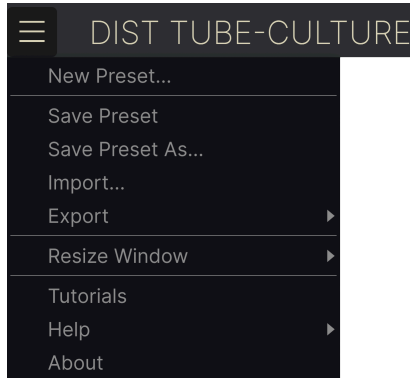 DIST TUBE-CULTURE
New Preset...
Save Preset
Save Preset As...
Import...
Export
Resize Window
Tutorials
Help
About